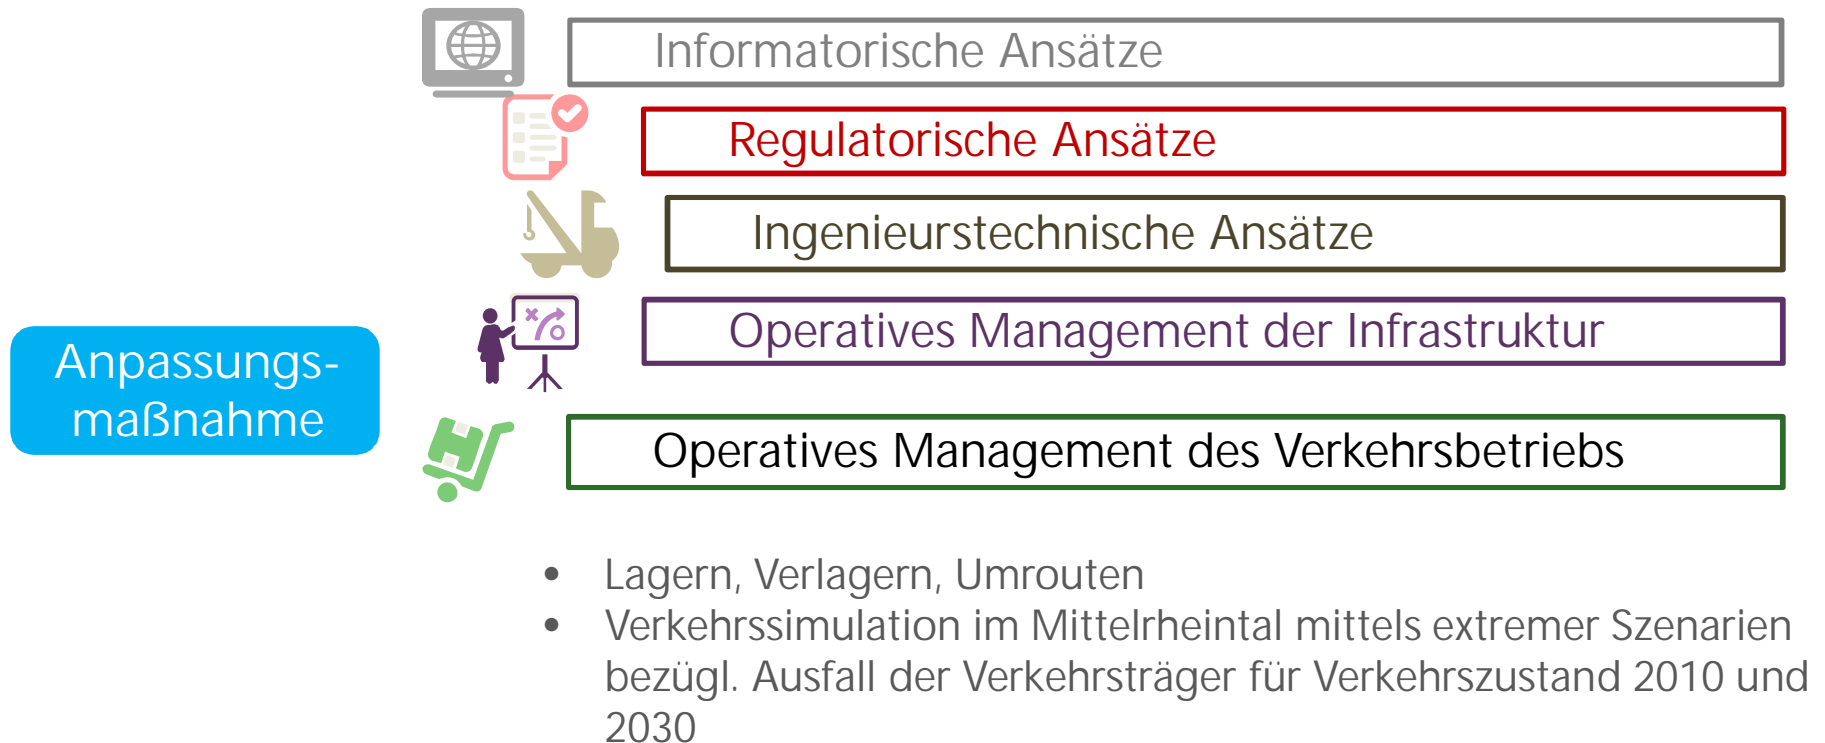 Informatorische Ansätze
Regulatorische Ansätze
Ingenieurstechnische Ansätze
Operatives Management der Infrastruktur
Anpassungs-
maßnahme
Operatives Management des Verkehrsbetriebs
• Lagern, Verlagern, Umrouten
• Verkehrssimulation im Mittelrheintal mittels extremer Szenarien
bezügl. Ausfall der Verkehrsträger für Verkehrszustand 2010 und
2030